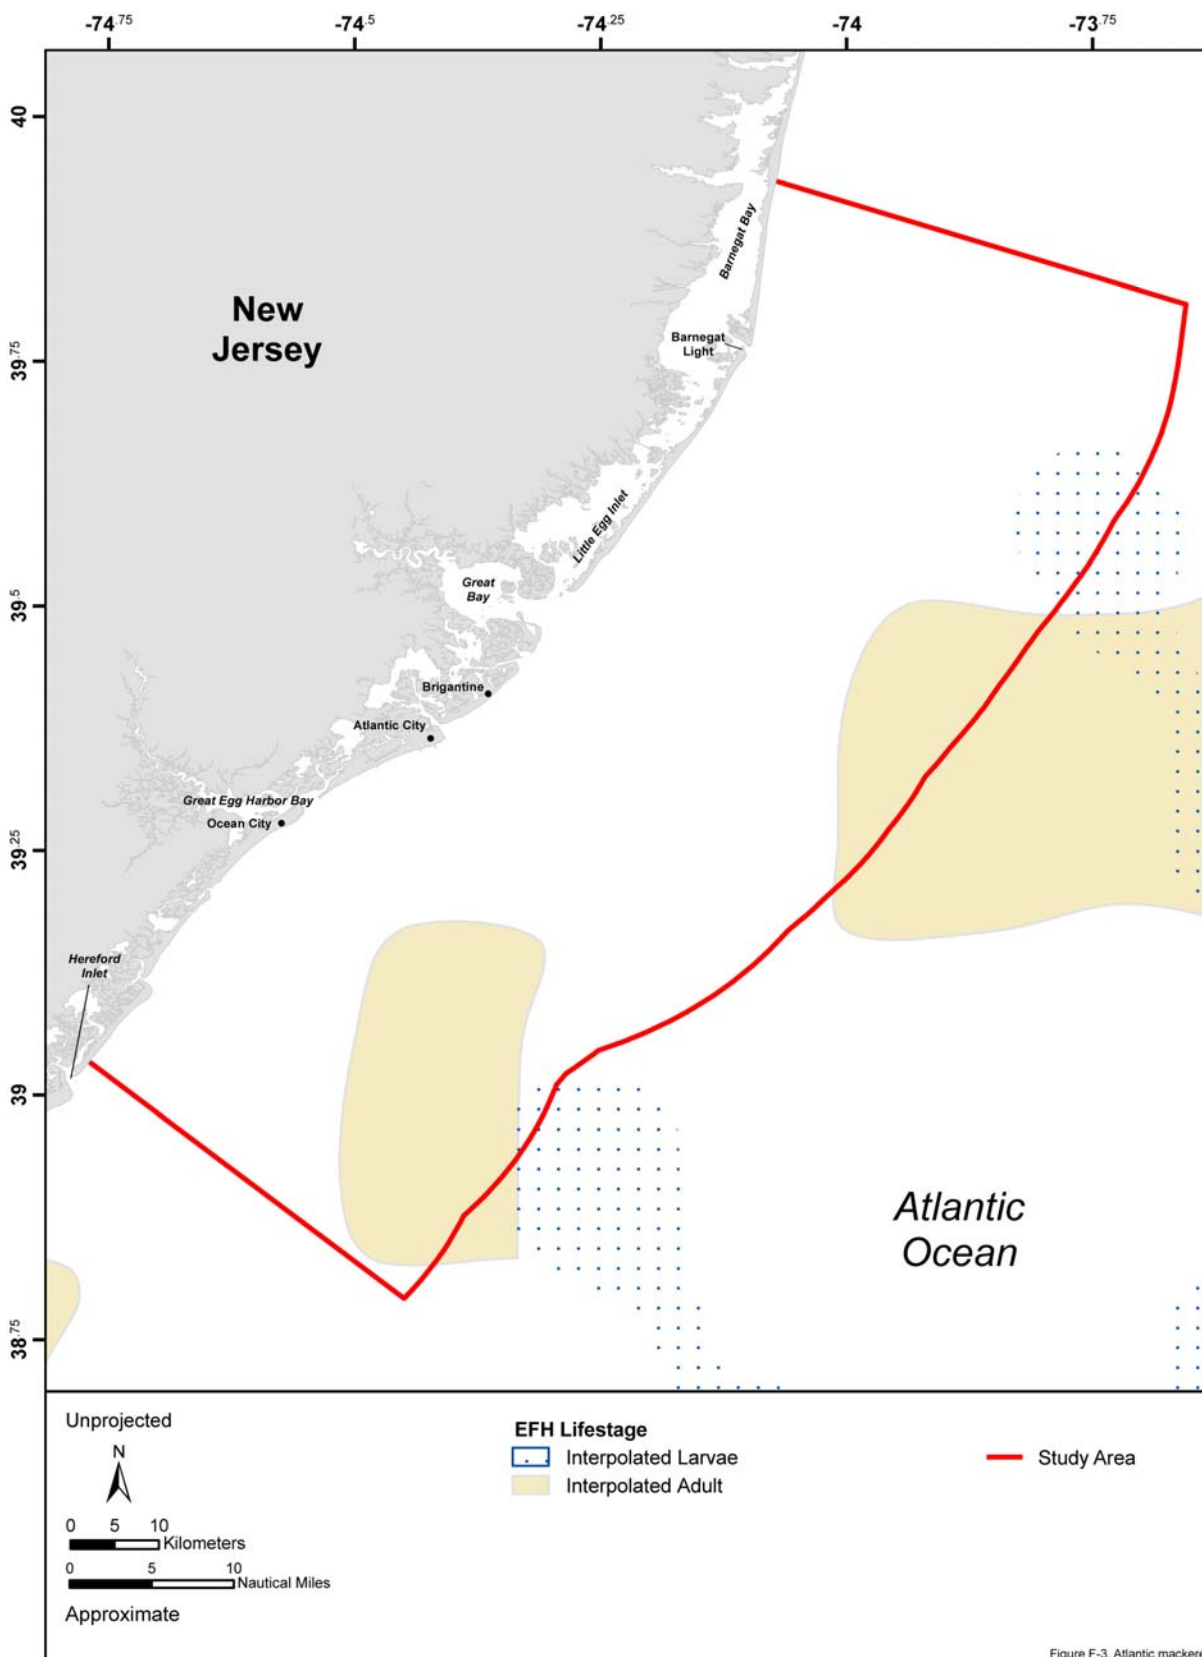 -74.75 -74.5 -74.25 -74 -73.75
40
39.75
39.5
39.25
39
38.75
New
Jersey
Barnegat Bay
Barnegat
Light
Little Egg Inlet
Great
Bay
Brigantine
Atlantic City
Great Egg Harbor Bay
Ocean City
Hereford
Inlet
Atlantic
Ocean
Unprojected
N
0 5 10
Kilometers
0 5 10
Nautical Miles
Approximate
EFH Lifestage
Interpolated Larvae
Interpolated Adult
Study Area
Figure F-3. Atlantic mackere